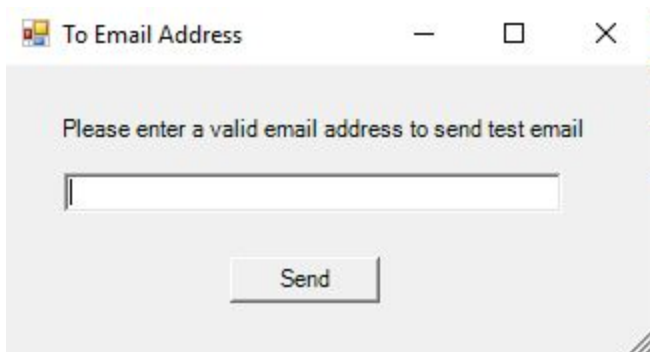 To Email Address
Please enter a valid email address to send test email
Send